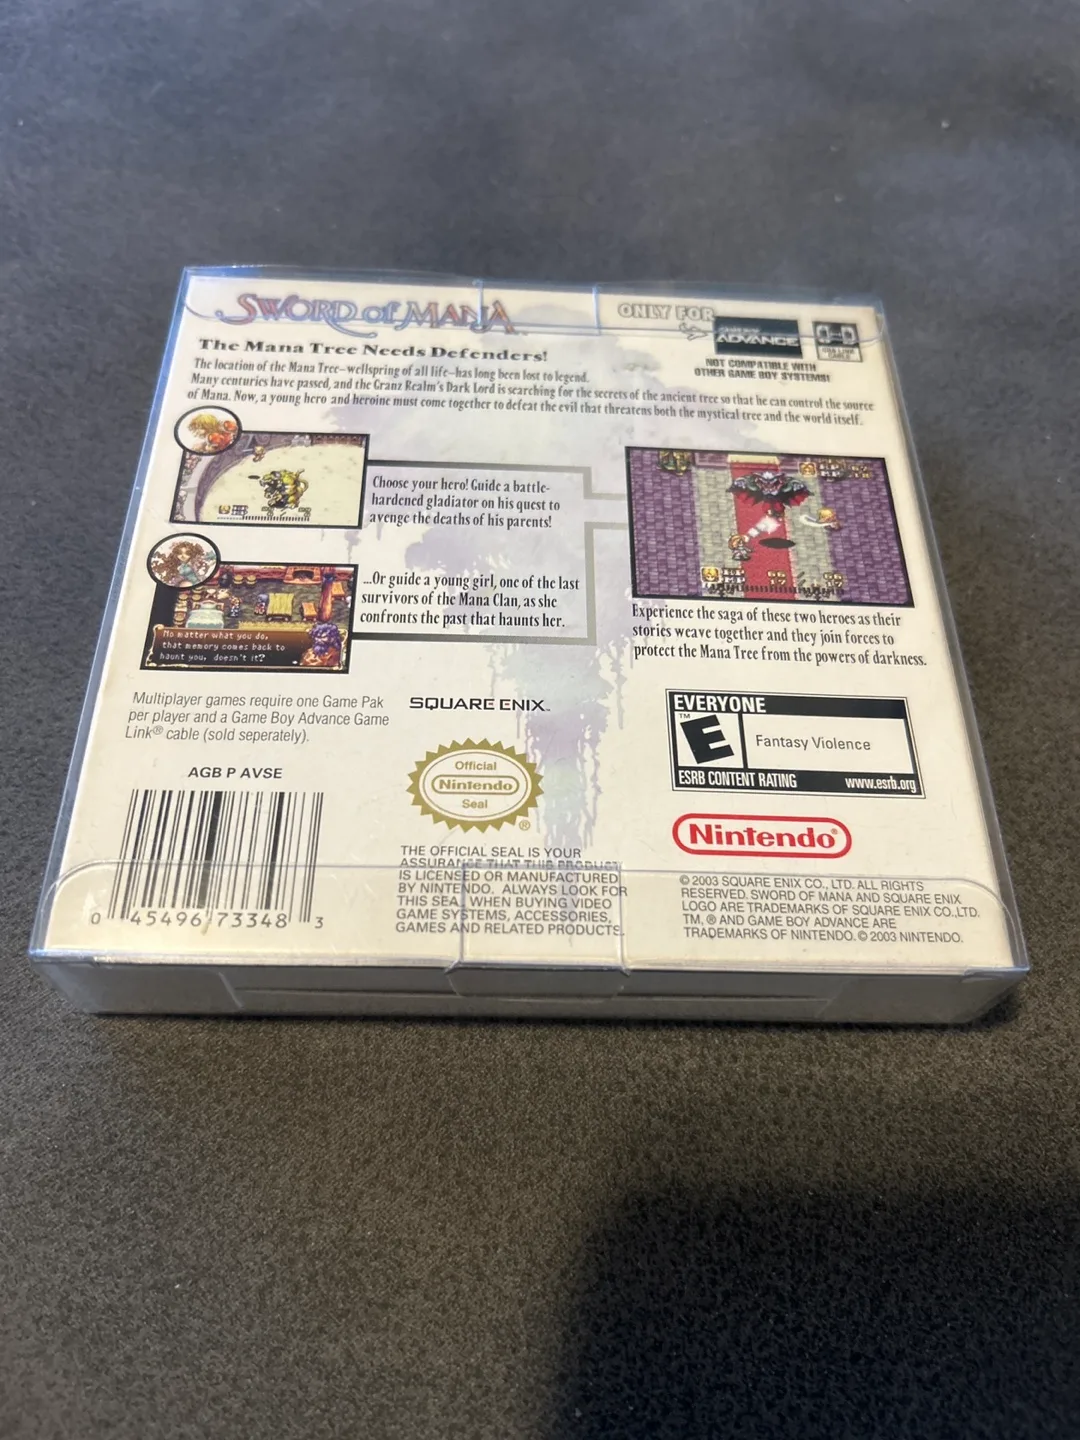 SWORD of MANA
ONLY FOR
GAME BOY ADVANCE
GBA LINK CABLE
NOT COMPATIBLE WITH
OTHER GAME BOY SYSTEMS!
The Mana Tree Needs Defenders!
The location of the Mana Tree–wellspring of all life–has long been lost to legend.
Many centuries have passed, and the Granz Realm's Dark Lord is searching for the secrets of the ancient tree so that he can control the source
of Mana. Now, a young hero and heroine must come together to defeat the evil that threatens both the mystical tree and the world itself.
Choose your hero! Guide a battle-
hardened gladiator on his quest to
avenge the deaths of his parents!
...Or guide a young girl, one of the last
survivors of the Mana Clan, as she
confronts the past that haunts her.
No matter what you do,
that memory comes back to
haunt you, doesn't it?
Experience the saga of these two heroes as their
stories weave together and they join forces to
protect the Mana Tree from the powers of darkness.
Multiplayer games require one Game Pak
per player and a Game Boy Advance Game
Link® cable (sold seperately).
SQUARE ENIX™
AGB P AVSE
0 45496 73348 3
Official
Nintendo
Seal
®
THE OFFICIAL SEAL IS YOUR
ASSURANCE THAT THIS PRODUCT
IS LICENSED OR MANUFACTURED
BY NINTENDO. ALWAYS LOOK FOR
THIS SEAL WHEN BUYING VIDEO
GAME SYSTEMS, ACCESSORIES,
GAMES AND RELATED PRODUCTS.
EVERYONE
™
E
Fantasy Violence
ESRB CONTENT RATING www.esrb.org
Nintendo®
© 2003 SQUARE ENIX CO., LTD. ALL RIGHTS
RESERVED. SWORD OF MANA AND SQUARE ENIX
LOGO ARE TRADEMARKS OF SQUARE ENIX CO.,LTD.
TM, ® AND GAME BOY ADVANCE ARE
TRADEMARKS OF NINTENDO. © 2003 NINTENDO.